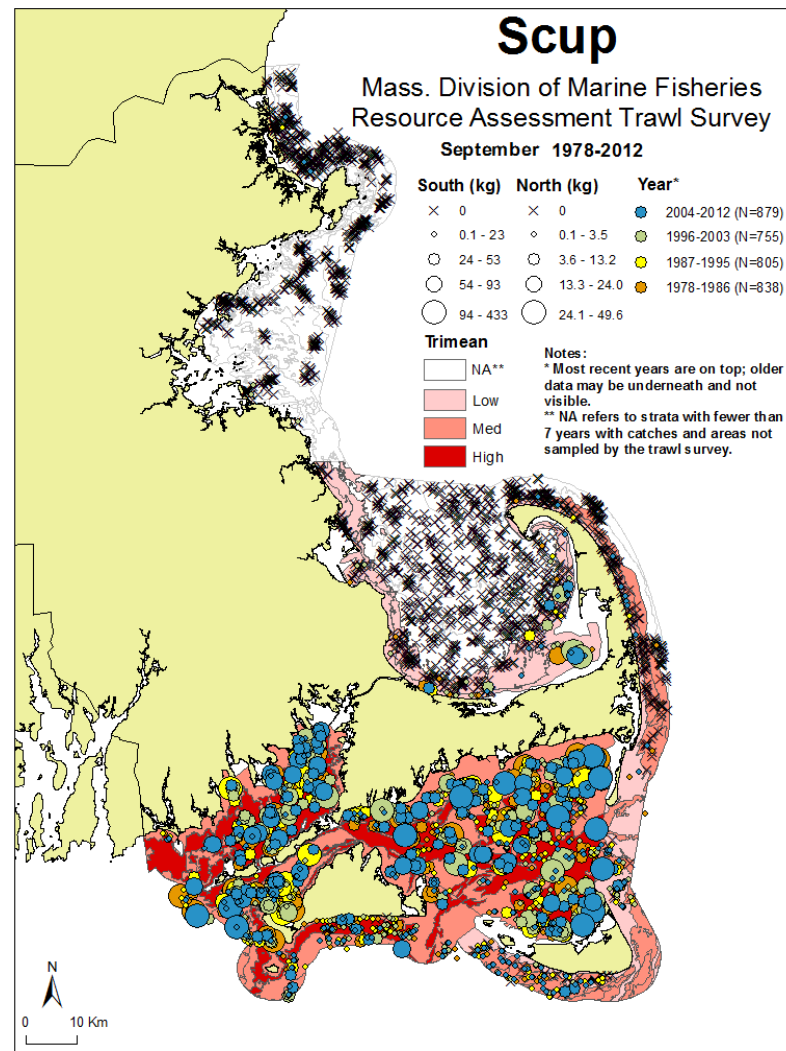 Scup
Mass. Division of Marine Fisheries
Resource Assessment Trawl Survey
September 1978-2012
South (kg) North (kg) Year*
0 0 2004-2012 (N=879)
0.1 - 23 0.1 - 3.5 1996-2003 (N=755)
24 - 53 3.6 - 13.2 1987-1995 (N=805)
54 - 93 13.3 - 24.0 1978-1986 (N=838)
94 - 433 24.1 - 49.6
Trimean
NA**
Low
Med
High
Notes:
* Most recent years are on top; older
data may be underneath and not
visible.
** NA refers to strata with fewer than
7 years with catches and areas not
sampled by the trawl survey.
N
0 10 Km